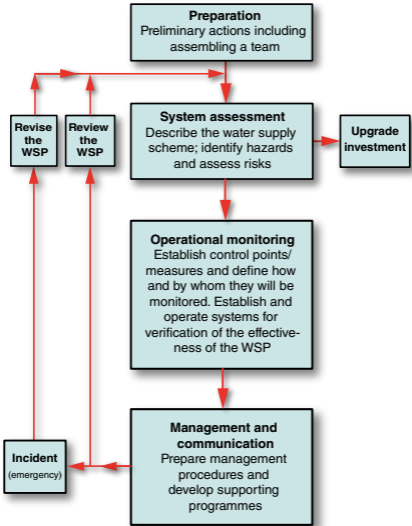 Preparation
Preliminary actions including
assembling a team
Revise
the
WSP
Review
the
WSP
System assessment
Describe the water supply
scheme; identify hazards
and assess risks
Upgrade
investment
Operational monitoring
Establish control points/
measures and define how
and by whom they will be
monitored. Establish and
operate systems for
verification of the effective-
ness of the WSP
Management and
communication
Prepare management
procedures and
develop supporting
programmes
Incident
(emergency)